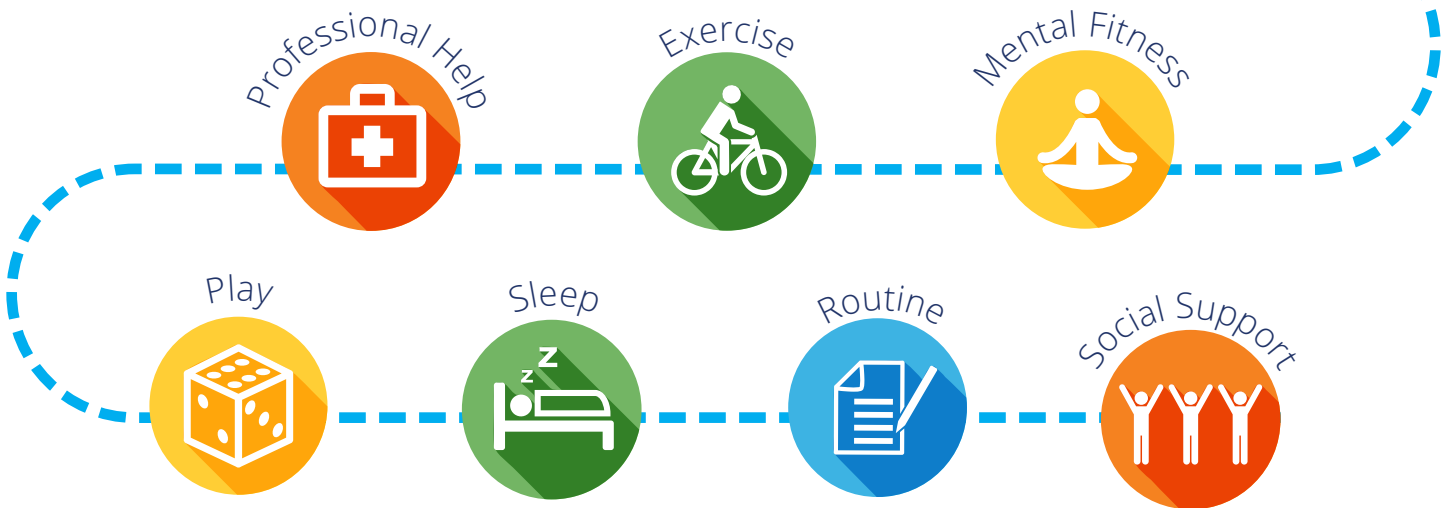 Professional Help
Exercise
Mental Fitness
Play
Sleep
z
z
Routine
Social Support